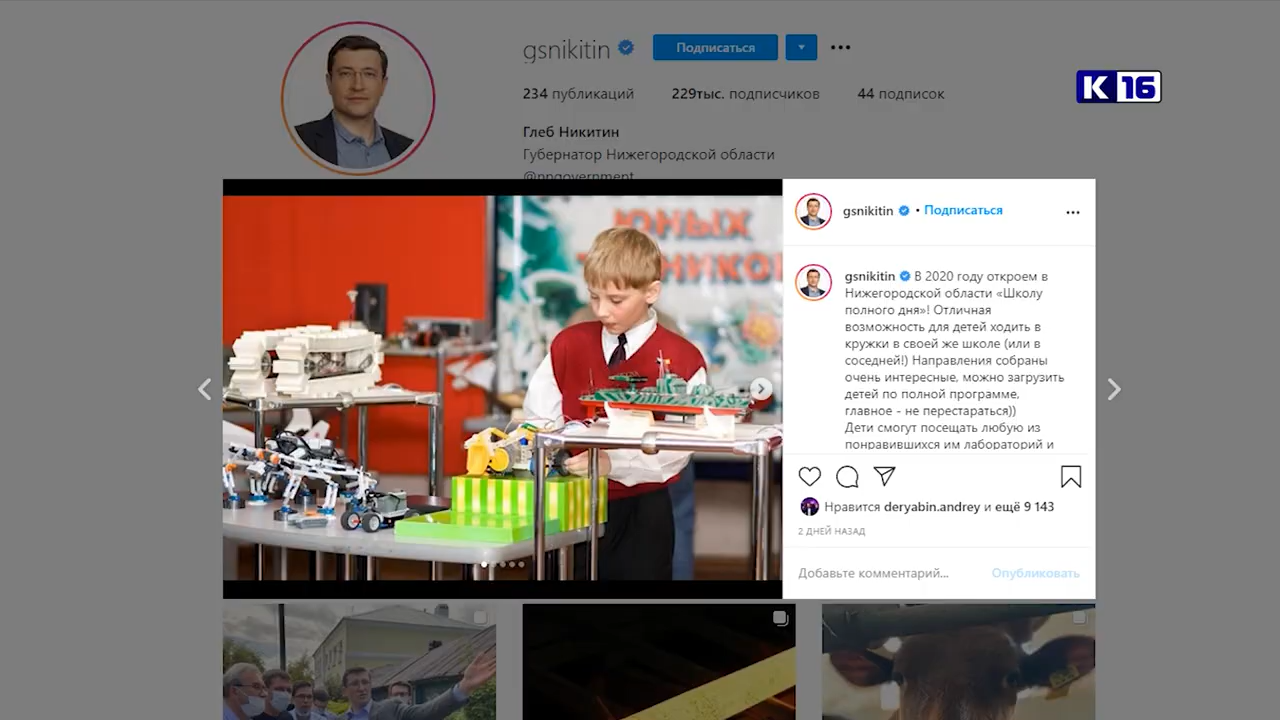 gsnikitin
Подписаться
234 публикаций 229тыс. подписчиков 44 подписок
К 16
Глеб Никитин
Губернатор Нижегородской области
@nngovernment
ЮНЫХ
gsnikitin • Подписаться
gsnikitin В 2020 году откроем в
Нижегородской области «Школу
полного дня»! Отличная
возможность для детей ходить в
кружки в своей же школе (или в
соседней!) Направления собраны
очень интересные, можно загрузить
детей по полной программе,
главное - не перестараться))
Дети смогут посещать любую из
понравившихся им лабораторий и
Нравится deryabin.andrey и ещё 9 143
2 ДНЕЙ НАЗАД
Добавьте комментарий... Опубликовать